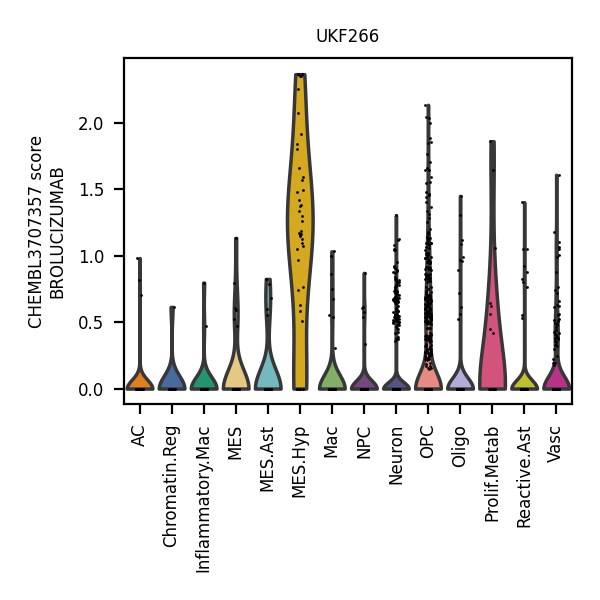 UKF266
CHEMBL3707357 score
BROLUCIZUMAB
2.0
1.5
1.0
0.5
0.0
AC
Chromatin.Reg
Inflammatory.Mac
MES
MES.Ast
MES.Hyp
Mac
NPC
Neuron
OPC
Oligo
Prolif.Metab
Reactive.Ast
Vasc